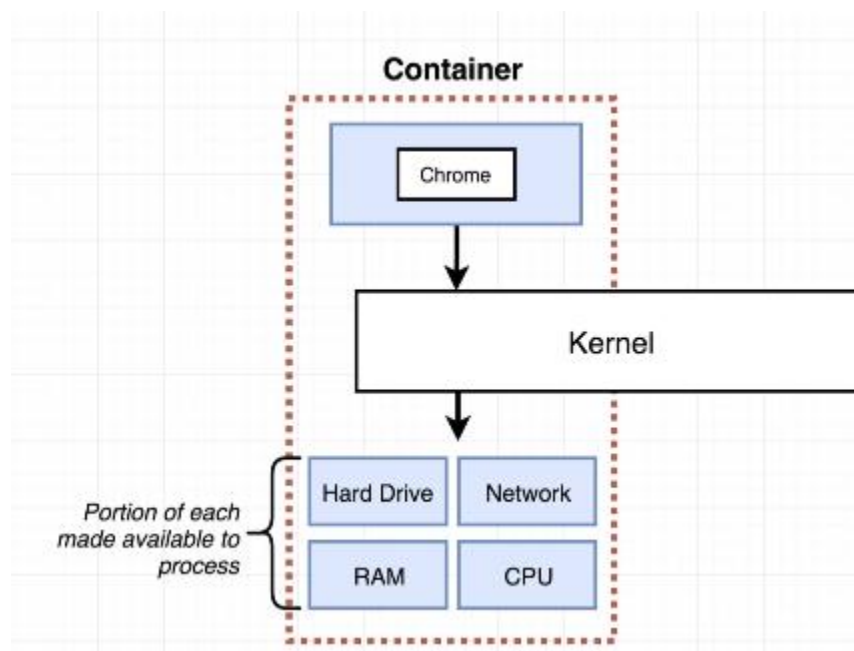 Container
Chrome
Kernel
Hard Drive
Network
Portion of each
made available to
process
RAM
CPU